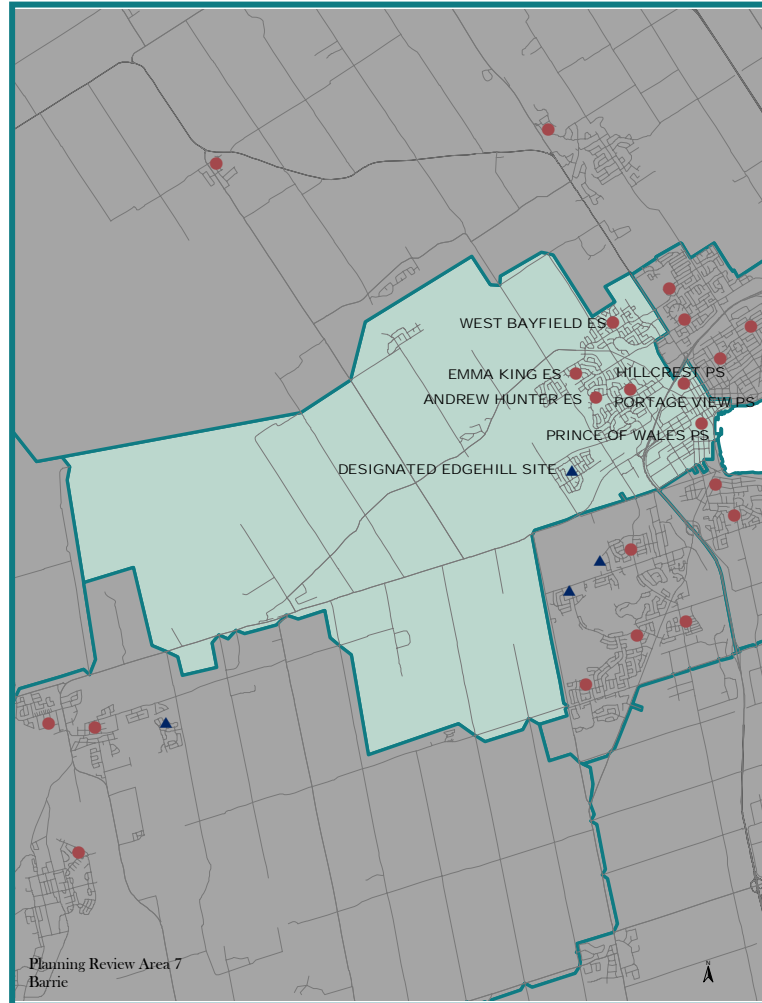 WEST BAYFIELD ES
EMMA KING ES
HILLCREST PS
ANDREW HUNTER ES
PORTAGE VIEW PS
PRINCE OF WALES PS
DESIGNATED EDGEHILL SITE
Planning Review Area 7
Barrie
N